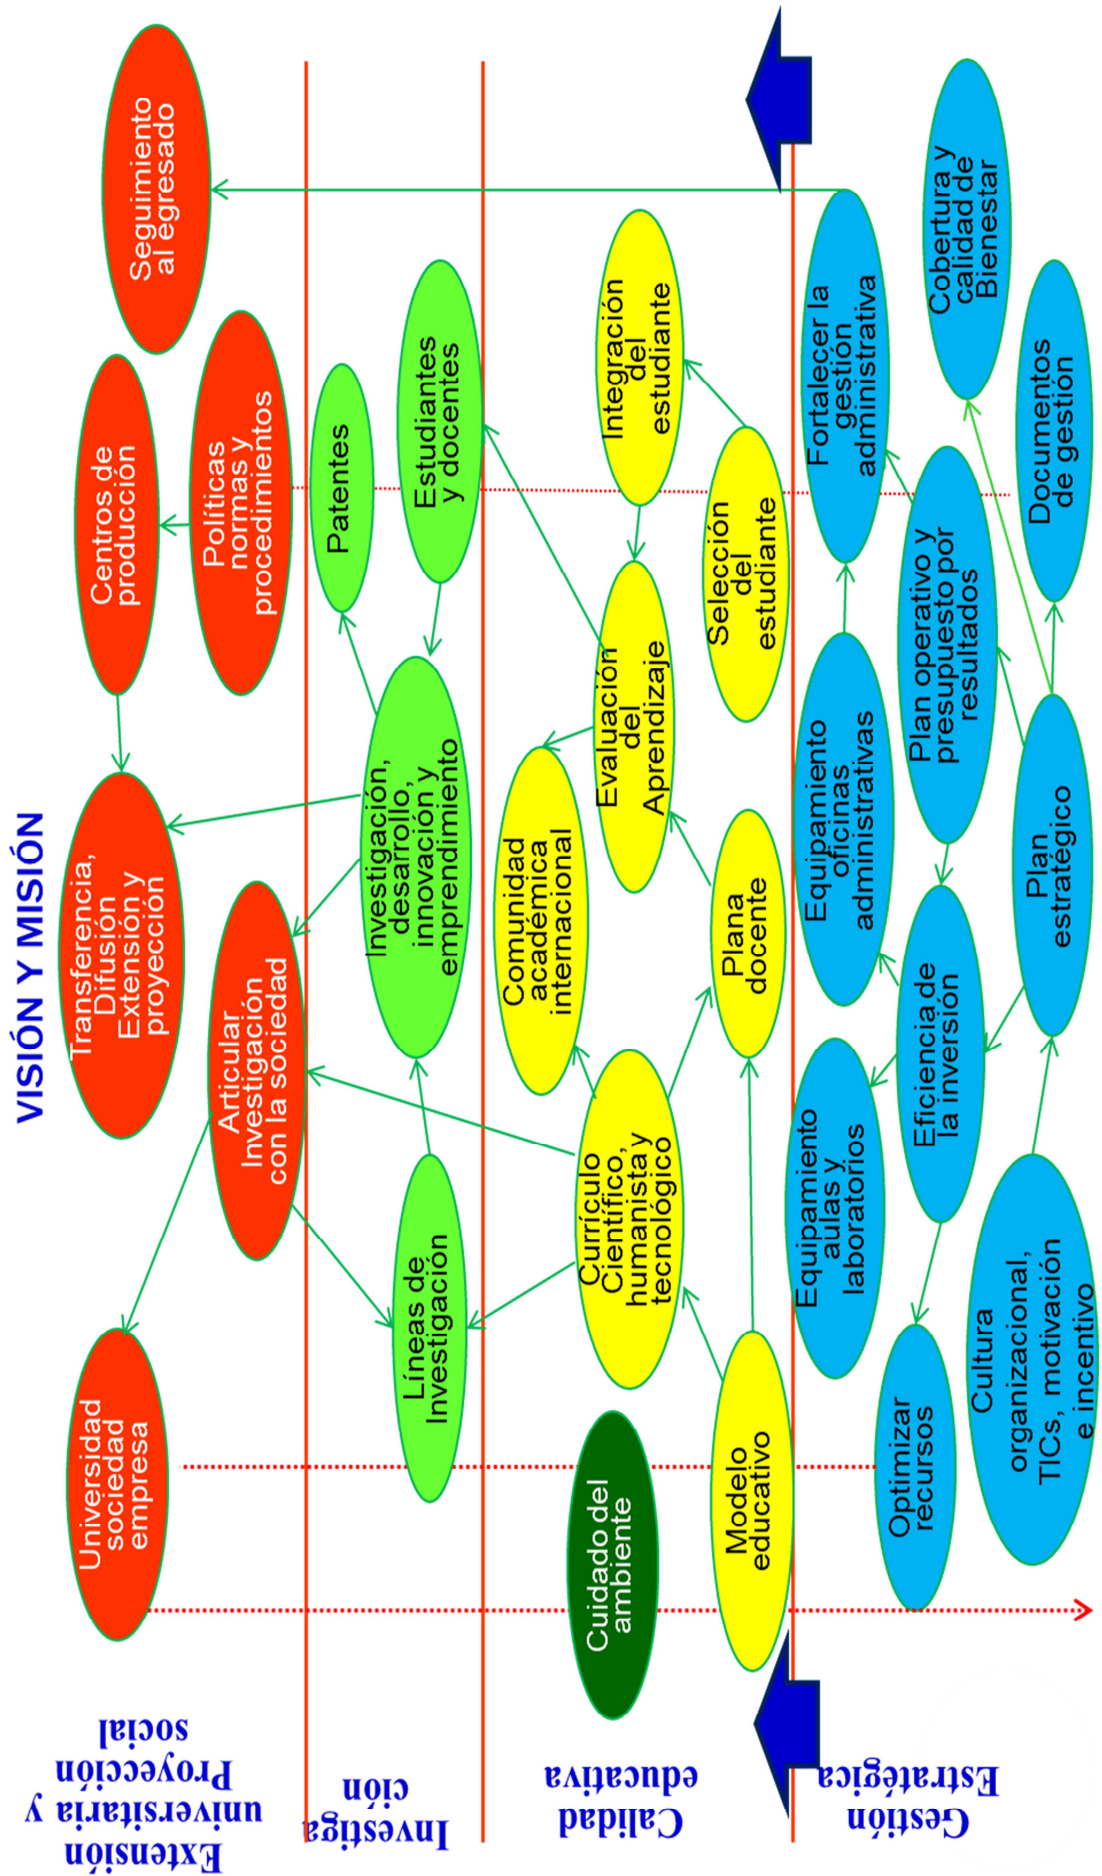 VISIÓN Y MISIÓN
Extensión
universitaria y
Proyección
social
Universidad
sociedad
empresa
Transferencia,
Difusión
Extensión y
proyección
Articular
Investigación
con la sociedad
Centros de
producción
Políticas
normas y
procedimientos
Seguimiento
al egresado
Investiga
ción
Líneas de
Investigación
Investigación,
desarrollo,
innovación y
emprendimiento
Patentes
Estudiantes
y docentes
Calidad
educativa
Cuidado del
ambiente
Modelo
educativo
Currículo
Científico,
humanista y
tecnológico
Comunidad
académica
internacional
Plana
docente
Evaluación
del
Aprendizaje
Selección
del
estudiante
Integración
del
estudiante
Gestión
Estratégica
Optimizar
recursos
Cultura
organizacional,
TICs, motivación
e incentivo
Equipamiento
aulas y
laboratorios
Eficiencia de
la inversión
Equipamiento
oficinas
administrativas
Plan
estratégico
Plan operativo y
presupuesto por
resultados
Fortalecer la
gestión
administrativa
Documentos
de gestión
Cobertura y
calidad de
Bienestar